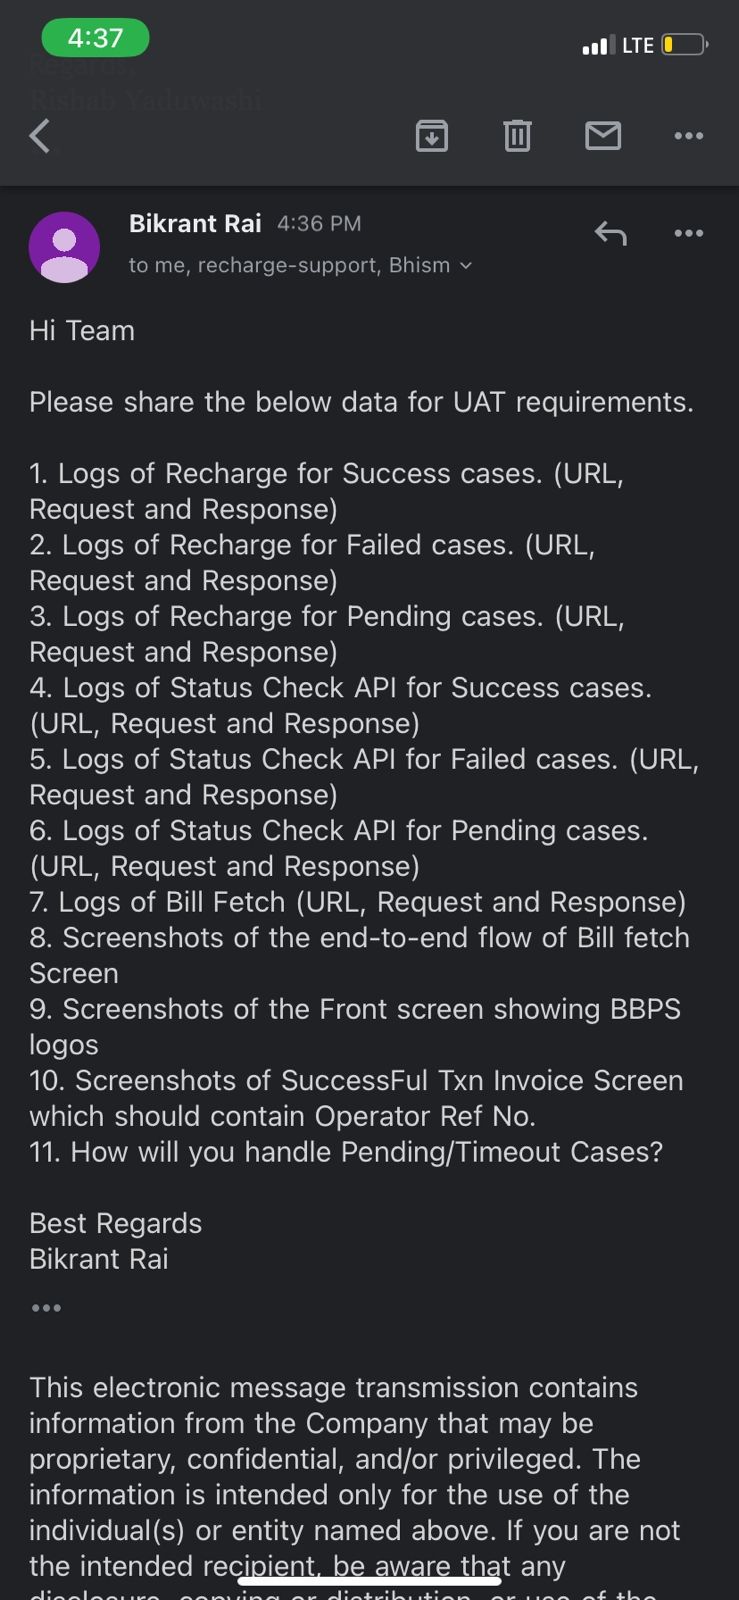 4:37
LTE
Regards,
Rishab Yaduwashi
Bikrant Rai 4:36 PM
to me, recharge-support, Bhism
Hi Team
Please share the below data for UAT requirements.
1. Logs of Recharge for Success cases. (URL,
Request and Response)
2. Logs of Recharge for Failed cases. (URL,
Request and Response)
3. Logs of Recharge for Pending cases. (URL,
Request and Response)
4. Logs of Status Check API for Success cases.
(URL, Request and Response)
5. Logs of Status Check API for Failed cases. (URL,
Request and Response)
6. Logs of Status Check API for Pending cases.
(URL, Request and Response)
7. Logs of Bill Fetch (URL, Request and Response)
8. Screenshots of the end-to-end flow of Bill fetch
Screen
9. Screenshots of the Front screen showing BBPS
logos
10. Screenshots of SuccessFul Txn Invoice Screen
which should contain Operator Ref No.
11. How will you handle Pending/Timeout Cases?
Best Regards
Bikrant Rai
This electronic message transmission contains
information from the Company that may be
proprietary, confidential, and/or privileged. The
information is intended only for the use of the
individual(s) or entity named above. If you are not
the intended recipient, be aware that any
disclosure, copying or distribution, or use of the